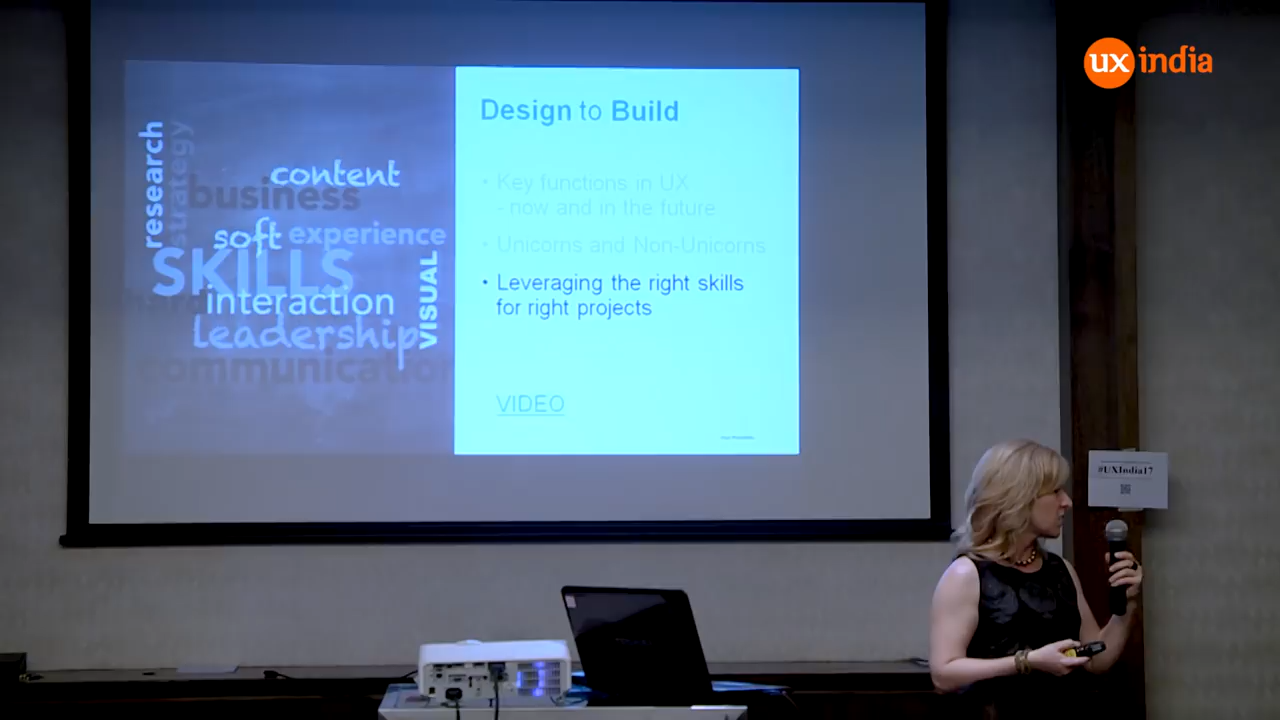 ux india
Design to Build
• Key functions in UX
- now and in the future
• Unicorns and Non-Unicorns
• Leveraging the right skills
for right projects
VIDEO
research
strategy
content
business
soft experience
SKILLS
hard
interaction
VISUAL
leadership
communication
#UXIndia17